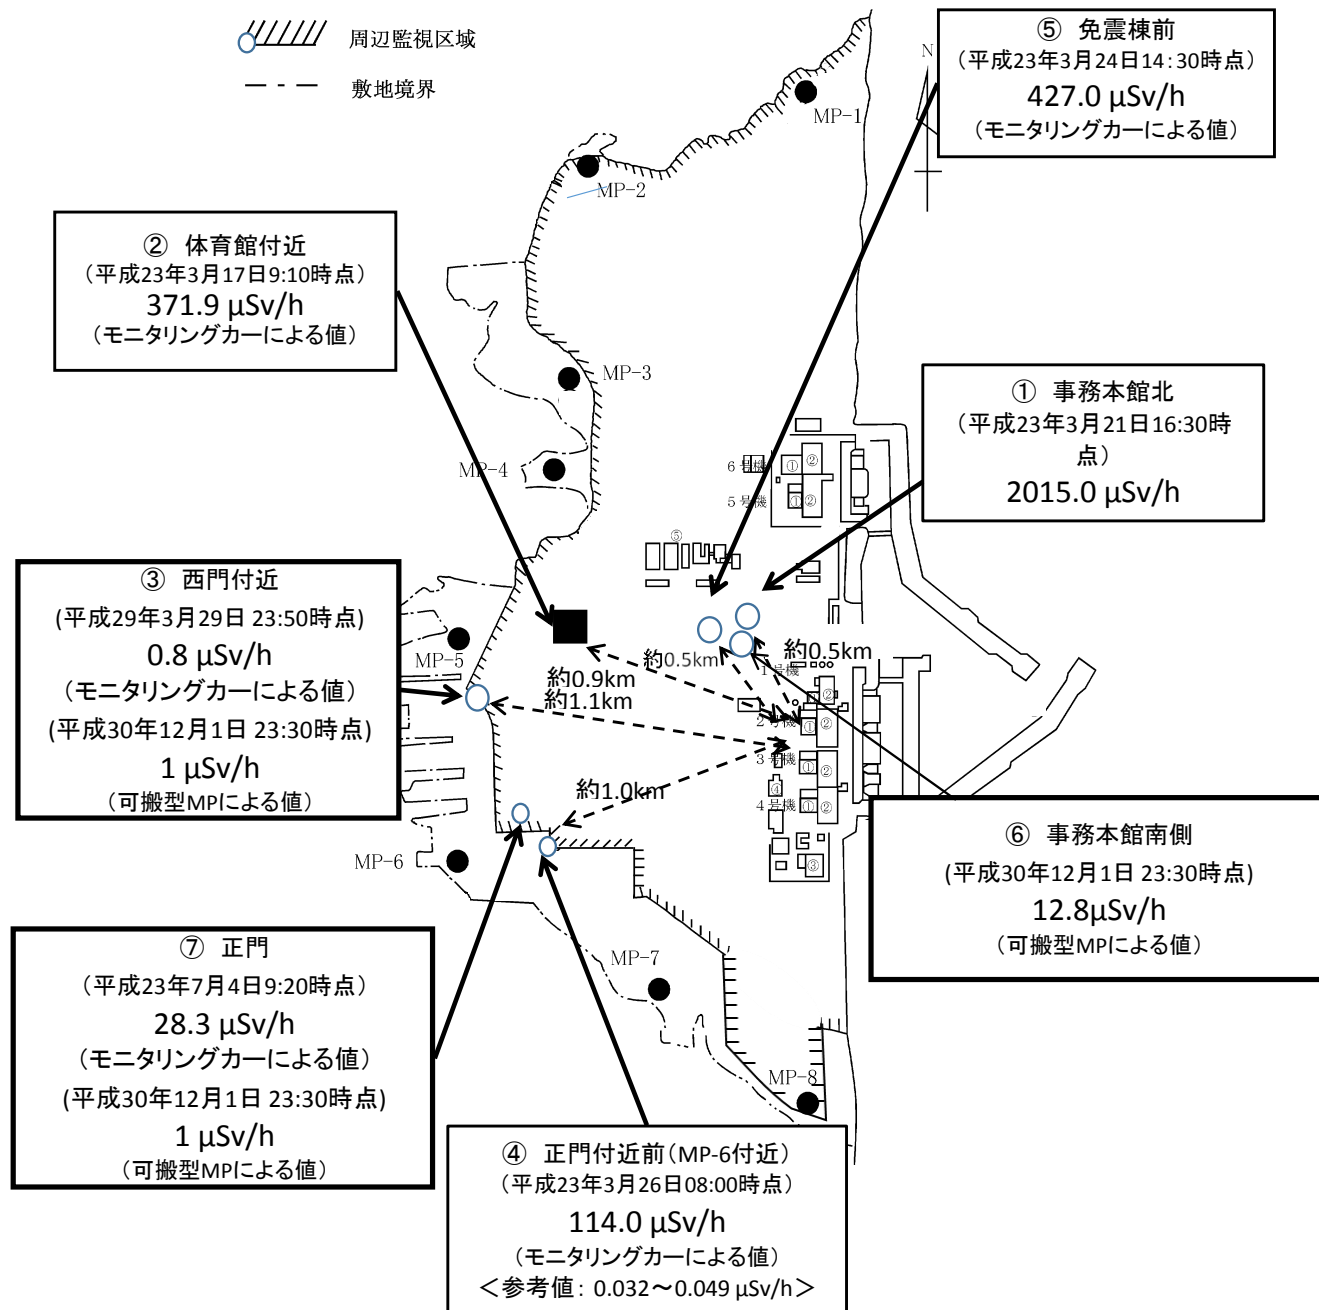 周辺監視区域
敷地境界
⑤ 免震棟前
(平成23年3月24日14:30時点)
427.0 μSv/h
(モニタリングカーによる値)
N
MP-1
MP-2
② 体育館付近
(平成23年3月17日9:10時点)
371.9 μSv/h
(モニタリングカーによる値)
MP-3
① 事務本館北
(平成23年3月21日16:30時
点)
2015.0 μSv/h
MP-4
6号機
①
②
5号機
①
②
⑤
③ 西門付近
(平成29年3月29日 23:50時点)
0.8 μSv/h
(モニタリングカーによる値)
(平成30年12月1日 23:30時点)
1 μSv/h
(可搬型MPによる値)
MP-5
約0.5km
約0.5km
約0.9km
約1.1km
1号機
②
2号機
①
②
3号機
①
②
約1.0km
④
4号機
①
②
③
MP-6
⑥ 事務本館南側
(平成30年12月1日 23:30時点)
12.8μSv/h
(可搬型MPによる値)
⑦ 正門
(平成23年7月4日9:20時点)
28.3 μSv/h
(モニタリングカーによる値)
(平成30年12月1日 23:30時点)
1 μSv/h
(可搬型MPによる値)
MP-7
MP-8
④ 正門付近前(MP-6付近)
(平成23年3月26日08:00時点)
114.0 μSv/h
(モニタリングカーによる値)
<参考値: 0.032~0.049 μSv/h>